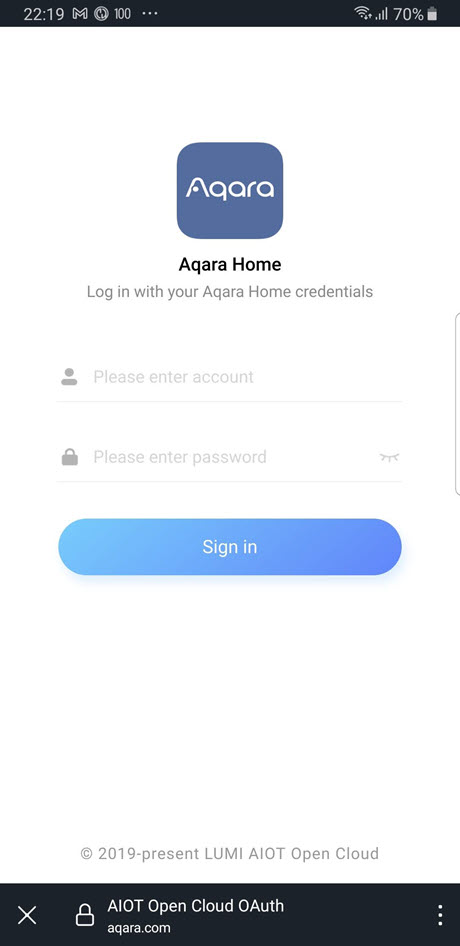 22:19 100 ... 70%
Aqara
Aqara Home
Log in with your Aqara Home credentials
Please enter account
Please enter password
Sign in
© 2019-present LUMI AIOT Open Cloud
AIOT Open Cloud OAuth
aqara.com